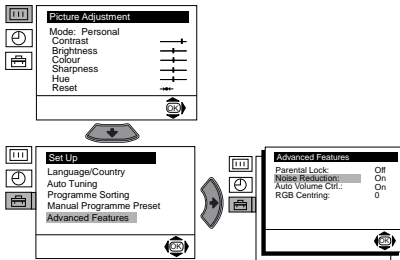 Picture Adjustment
Mode: Personal
Contrast
Brightness
Colour
Sharpness
Hue
Reset
OK
Set Up
Language/Country
Auto Tuning
Programme Sorting
Manual Programme Preset
Advanced Features
OK
Advanced Features
Parental Lock: Off
Noise Reduction: On
Auto Volume Ctrl.: On
RGB Centring: 0
OK